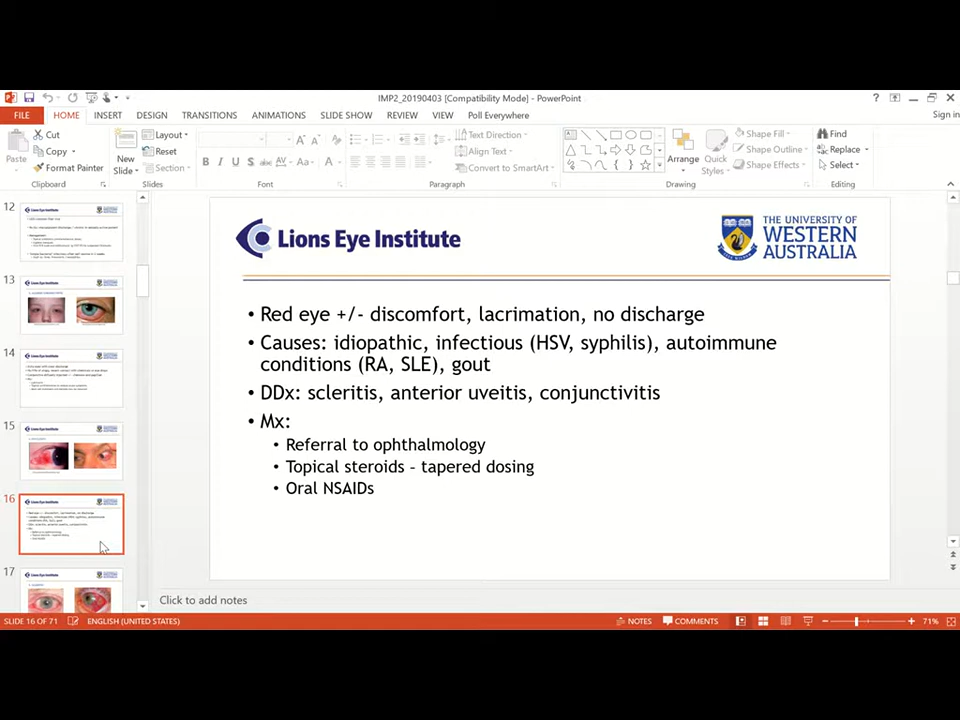 IMP2_20190403 [Compatibility Mode] - PowerPoint
Sign in
FILE HOME INSERT DESIGN TRANSITIONS ANIMATIONS SLIDE SHOW REVIEW VIEW Poll Everywhere
Cut
Copy
Format Painter
Paste
Clipboard
New Slide
Layout
Reset
Section
Slides
B I U S abc AV Aa A
Font
Text Direction
Align Text
Convert to SmartArt
Paragraph
Arrange
Quick Styles
Shape Fill
Shape Outline
Shape Effects
Drawing
Find
Replace
Select
Editing
12
13
14
15
16
17
Lions Eye Institute
THE UNIVERSITY OF
WESTERN
AUSTRALIA
• Red eye +/- discomfort, lacrimation, no discharge
• Causes: idiopathic, infectious (HSV, syphilis), autoimmune
conditions (RA, SLE), gout
• DDx: scleritis, anterior uveitis, conjunctivitis
• Mx:
• Referral to ophthalmology
• Topical steroids – tapered dosing
• Oral NSAIDs
Click to add notes
SLIDE 16 OF 71 ENGLISH (UNITED STATES) NOTES COMMENTS 71%